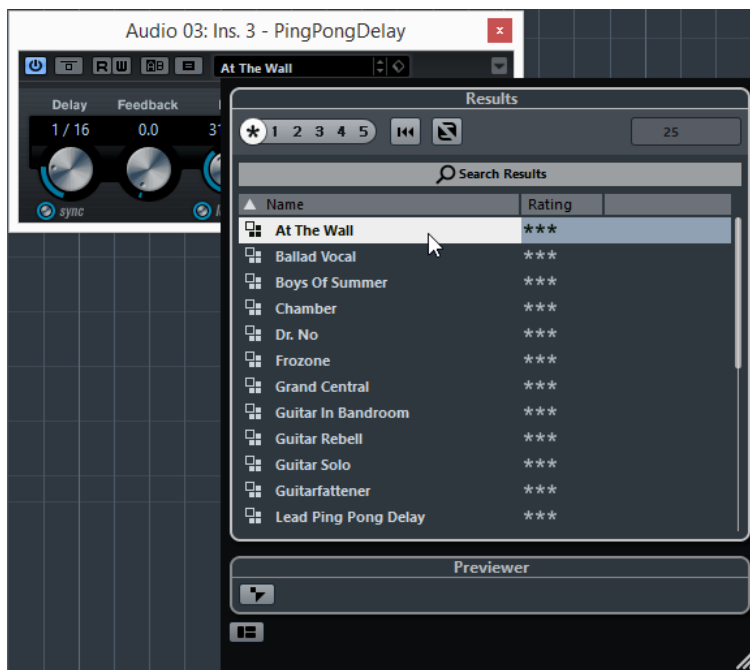 Audio 03: Ins. 3 - PingPongDelay x
R W AB At The Wall
Delay Feedback
1 / 16 0.0
sync
Results
* 1 2 3 4 5 25
Search Results
Name Rating
At The Wall ***
Ballad Vocal ***
Boys Of Summer ***
Chamber ***
Dr. No ***
Frozone ***
Grand Central ***
Guitar In Bandroom ***
Guitar Rebell ***
Guitar Solo ***
Guitarfattener ***
Lead Ping Pong Delay ***
Previewer